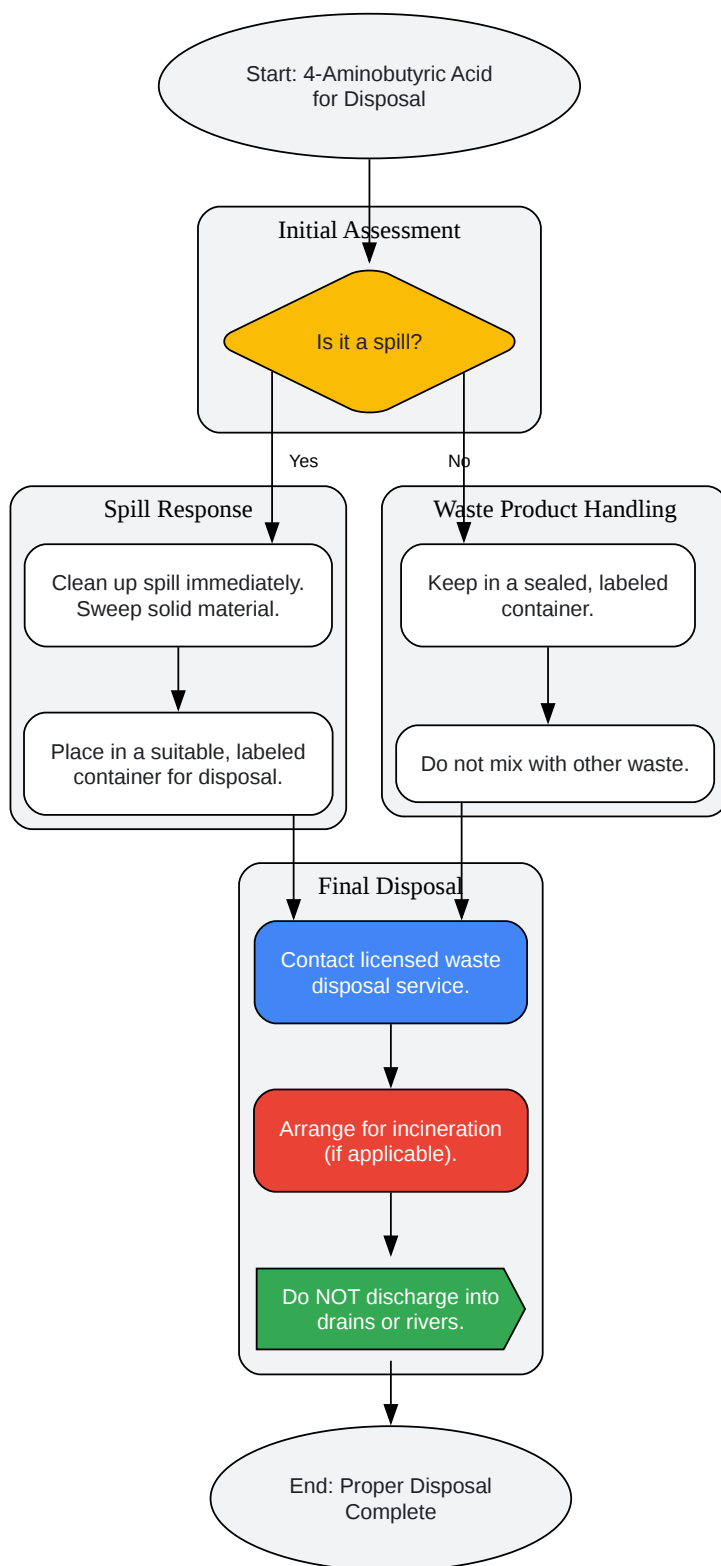 Start: 4-Aminobutyric Acid
for Disposal
Initial Assessment
Is it a spill?
Yes
No
Spill Response
Clean up spill immediately.
Sweep solid material.
Place in a suitable, labeled
container for disposal.
Waste Product Handling
Keep in a sealed, labeled
container.
Do not mix with other waste.
Final Disposal
Contact licensed waste
disposal service.
Arrange for incineration
(if applicable).
Do NOT discharge into
drains or rivers.
End: Proper Disposal
Complete